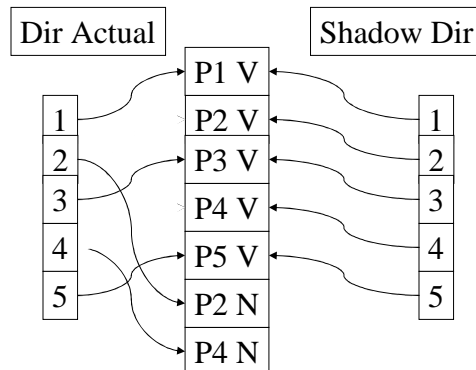 Dir Actual
Shadow Dir
1
2
3
4
5
P1 V
P2 V
P3 V
P4 V
P5 V
P2 N
P4 N
1
2
3
4
5